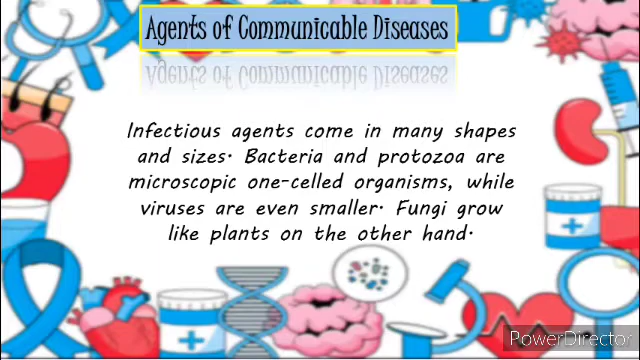 Agents of Communicable Diseases
Infectious agents come in many shapes
and sizes. Bacteria and protozoa are
microscopic one-celled organisms, while
viruses are even smaller. Fungi grow
like plants on the other hand.
PowerDirector